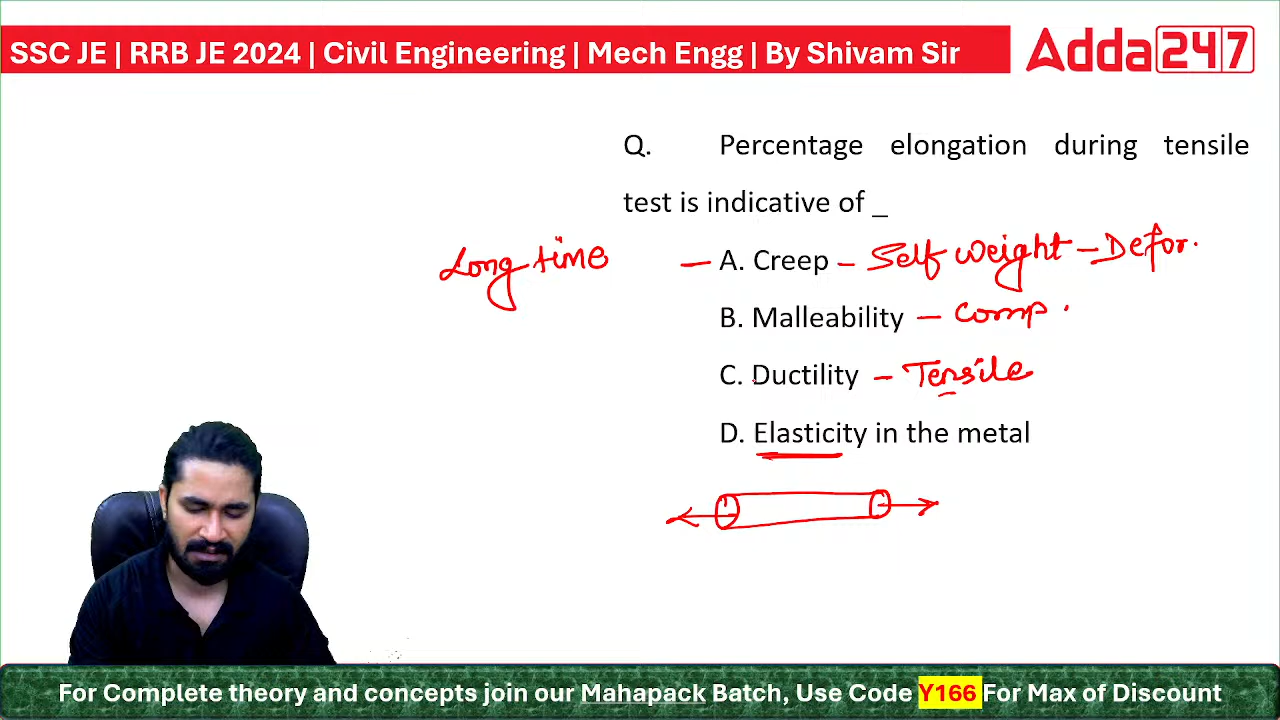 SSC JE | RRB JE 2024 | Civil Engineering | Mech Engg | By Shivam Sir
Adda247
Q. Percentage elongation during tensile
test is indicative of _
Long time – A. Creep – Self weight – Defor.
B. Malleability – Comp.
C. Ductility – Tensile
D. Elasticity in the metal
For Complete theory and concepts join our Mahapack Batch, Use Code Y166 For Max of Discount